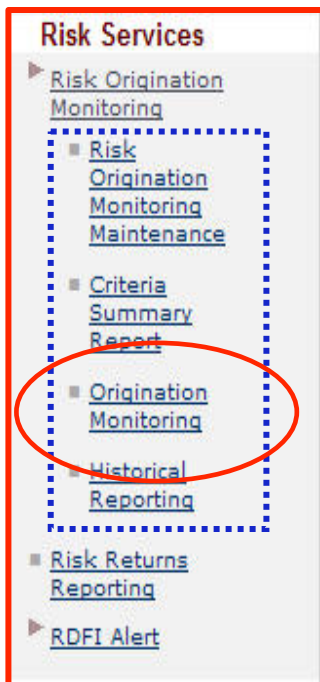 Risk Services
Risk Origination
Monitoring
Risk
Origination
Monitoring
Maintenance
Criteria
Summary
Report
Origination
Monitoring
Historical
Reporting
Risk Returns
Reporting
RDFI Alert